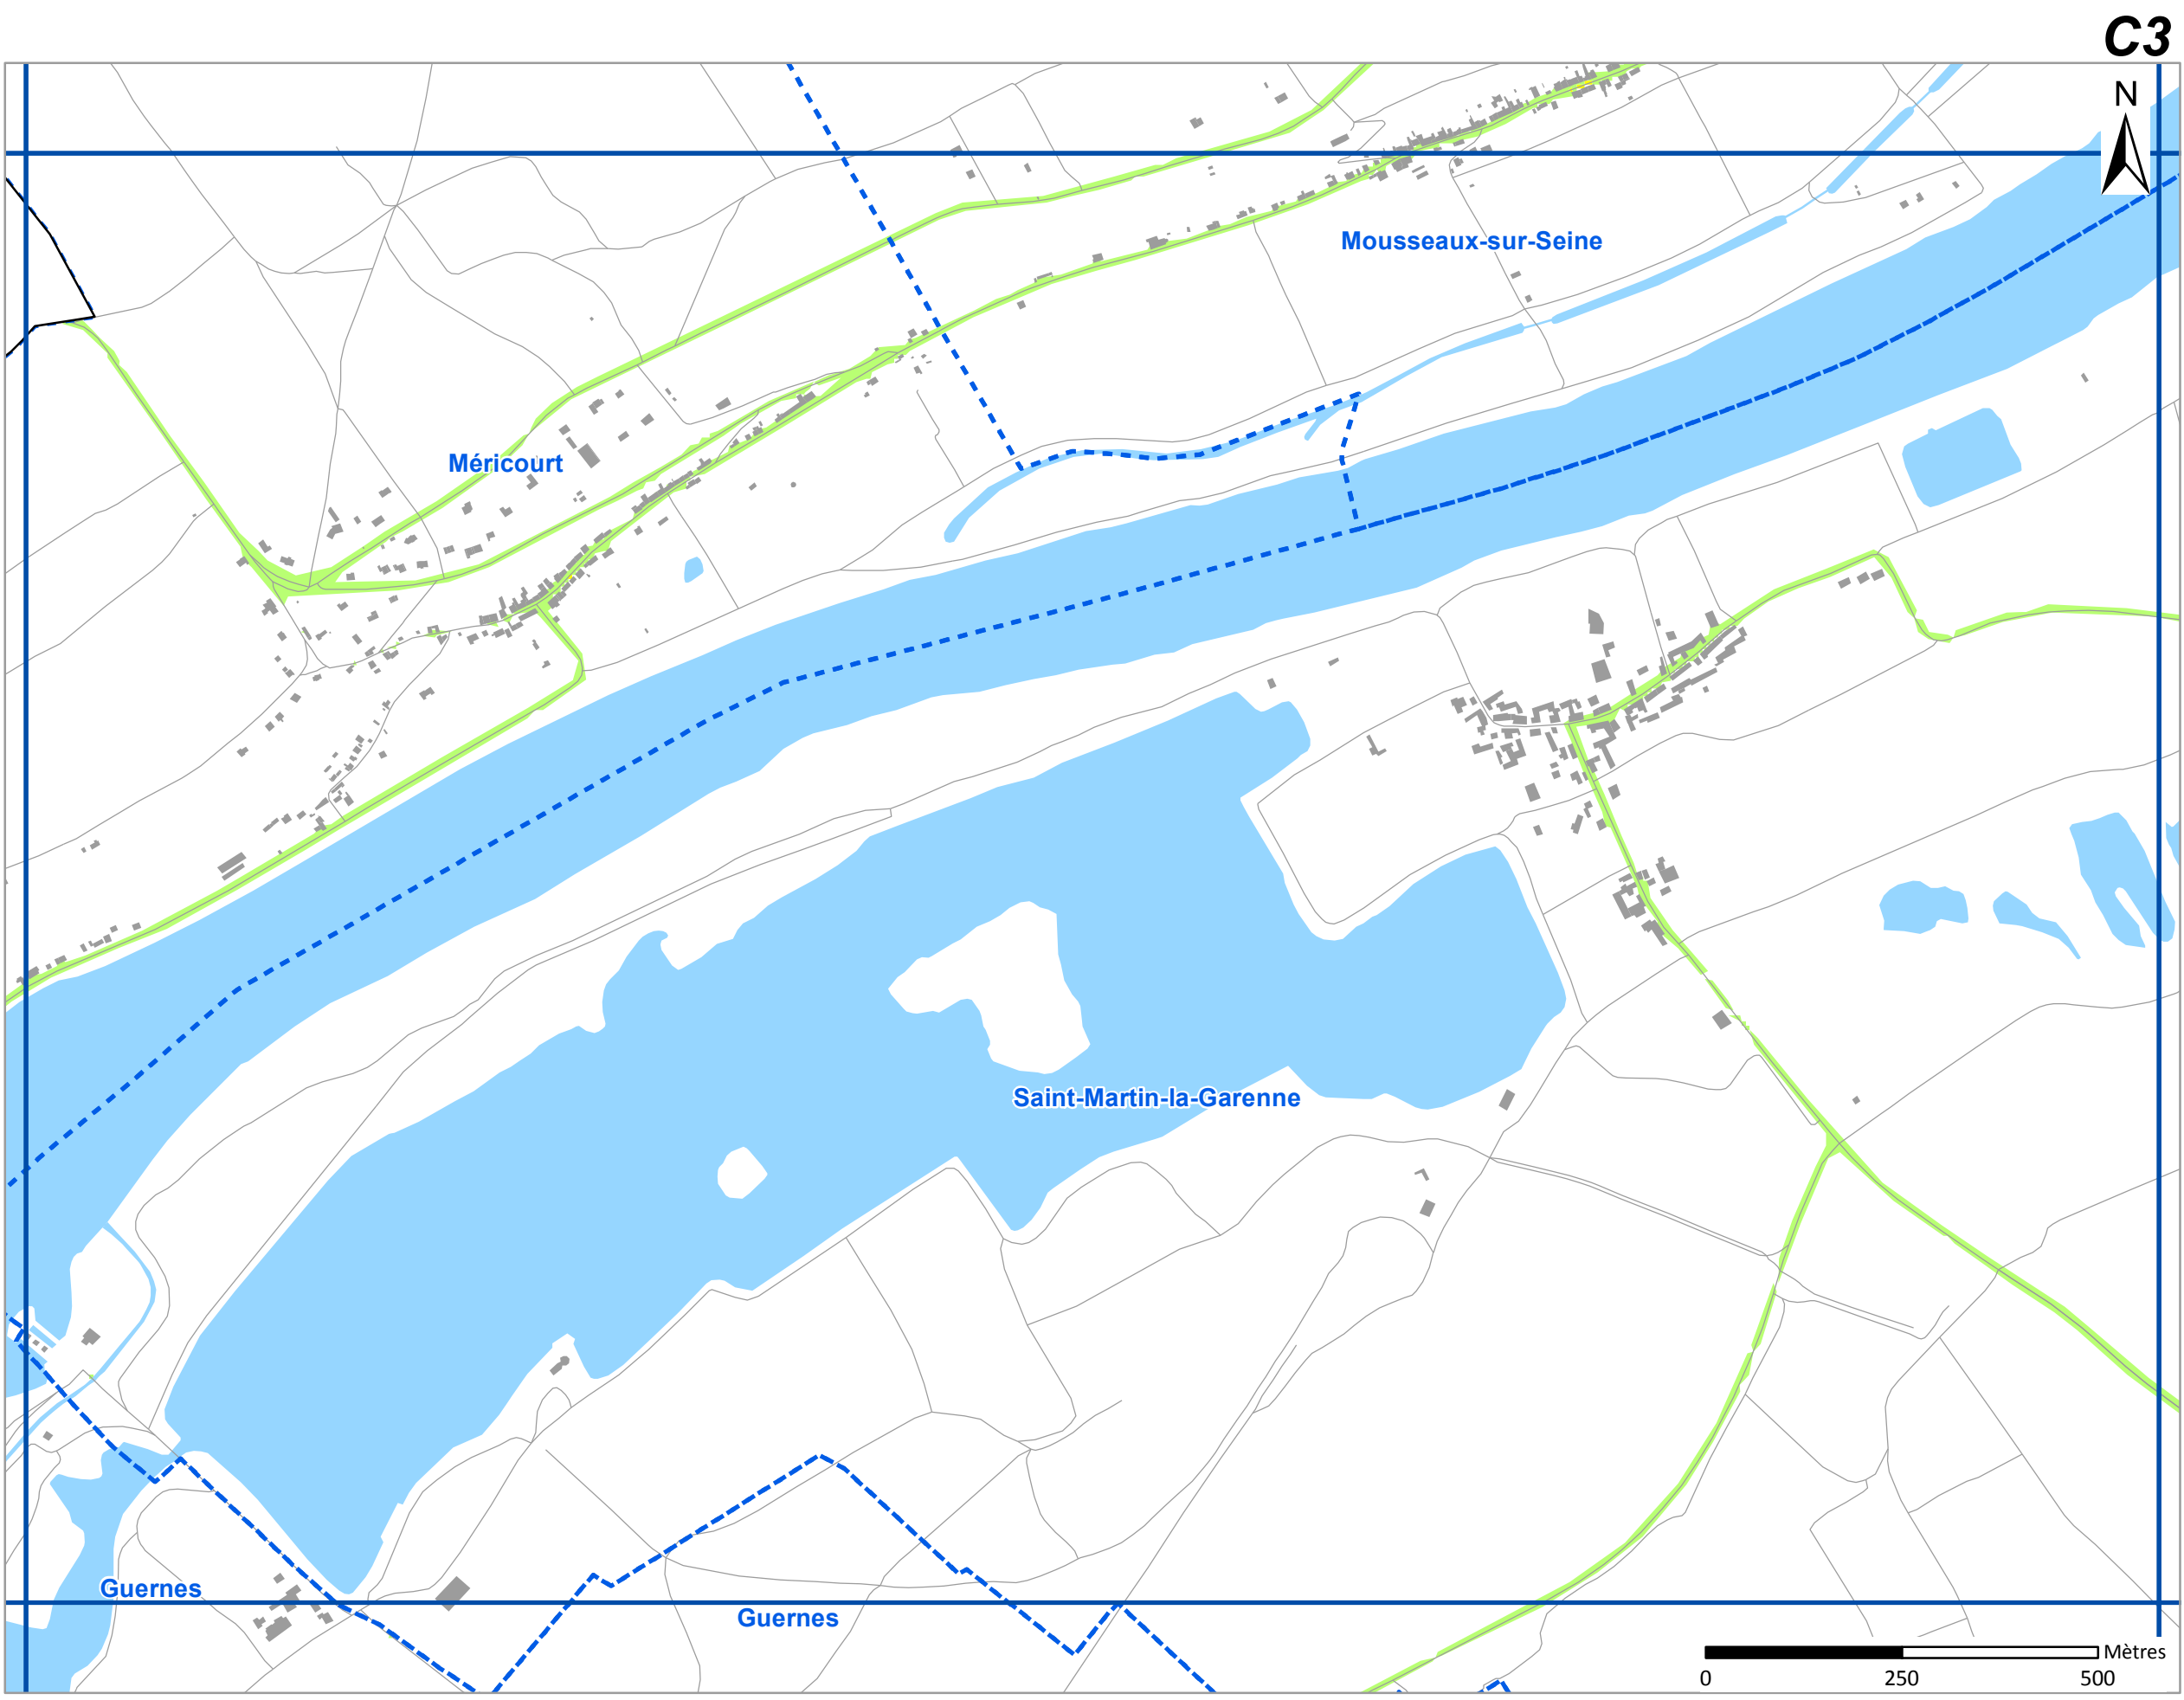 C3
N
Mousseaux-sur-Seine
Méricourt
Saint-Martin-la-Garenne
Guernes
Guernes
Mètres
0 250 500